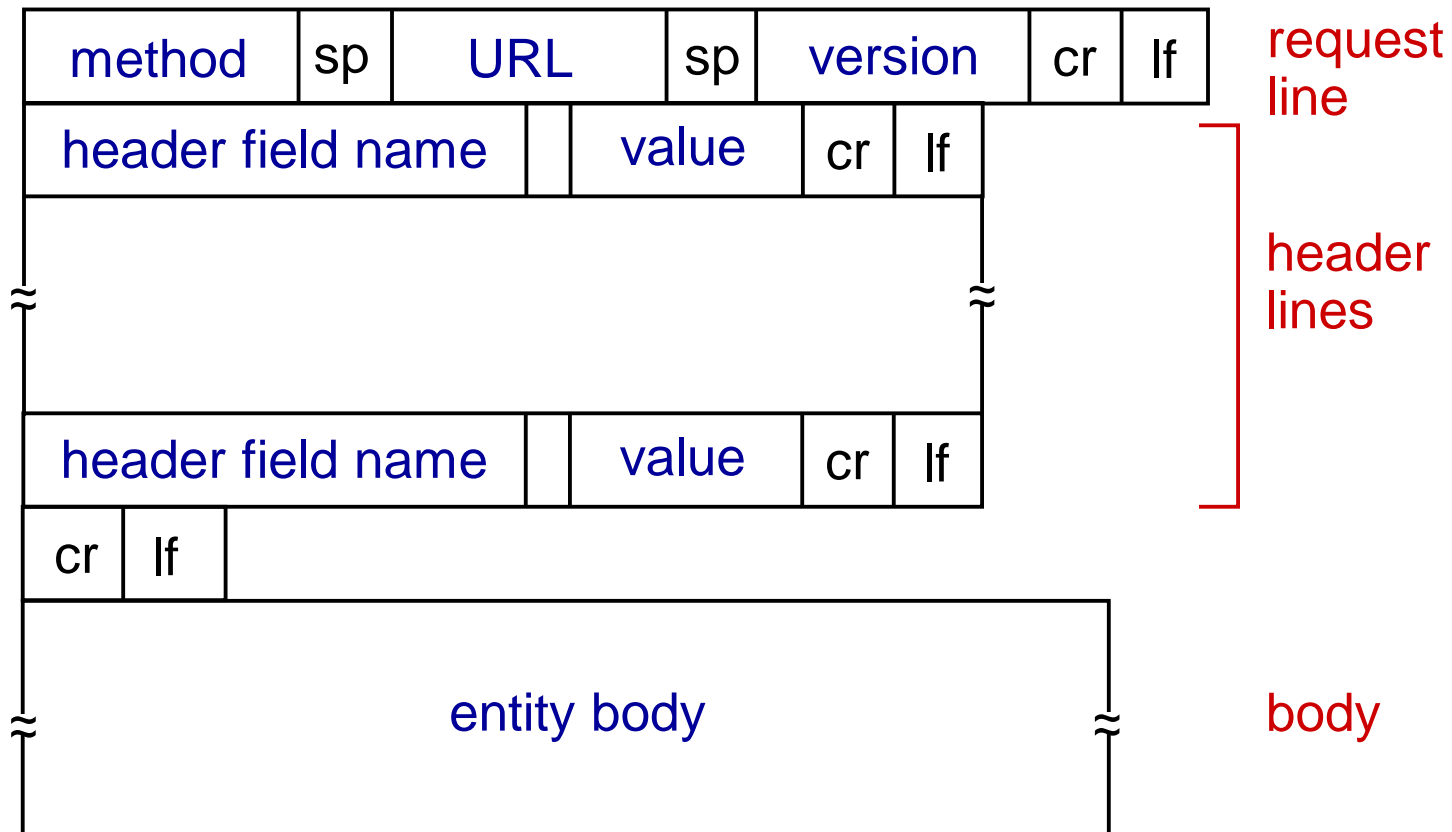 method sp URL sp version cr lf request
line
header field name value cr lf
header
lines
header field name value cr lf
cr lf
entity body body